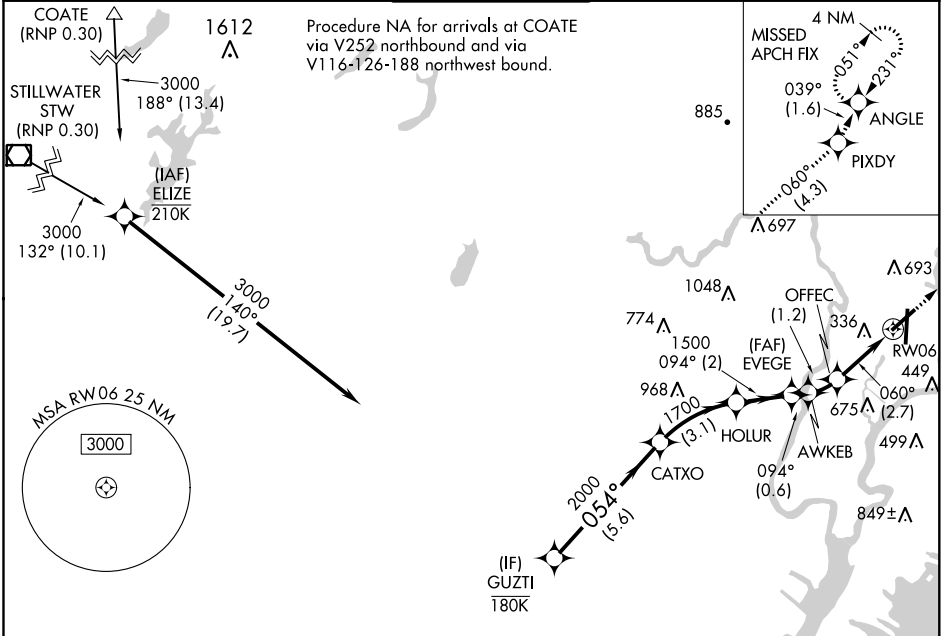 COATE
(RNP 0.30)
1612
Procedure NA for arrivals at COATE
via V252 northbound and via
V116-126-188 northwest bound.
3000
188° (13.4)
STILLWATER
STW
(RNP 0.30)
(IAF)
ELIZE
210K
3000
132° (10.1)
3000
140°
(19.7)
MISSED
APCH FIX
4 NM
051°
231°
039°
(1.6)
ANGLE
PIXDY
060°
(4.3)
885
697
693
1048
774
OFFEC
(1.2)
336
1500
094° (2)
(FAF)
EVEGE
RW06
449
968
1700
(3.1)
HOLUR
060°
(2.7)
675
AWKEB
499
CATXO
094°
(0.6)
849±
2000
054°
(5.6)
(IF)
GUZTI
180K
MSA RW06 25 NM
3000